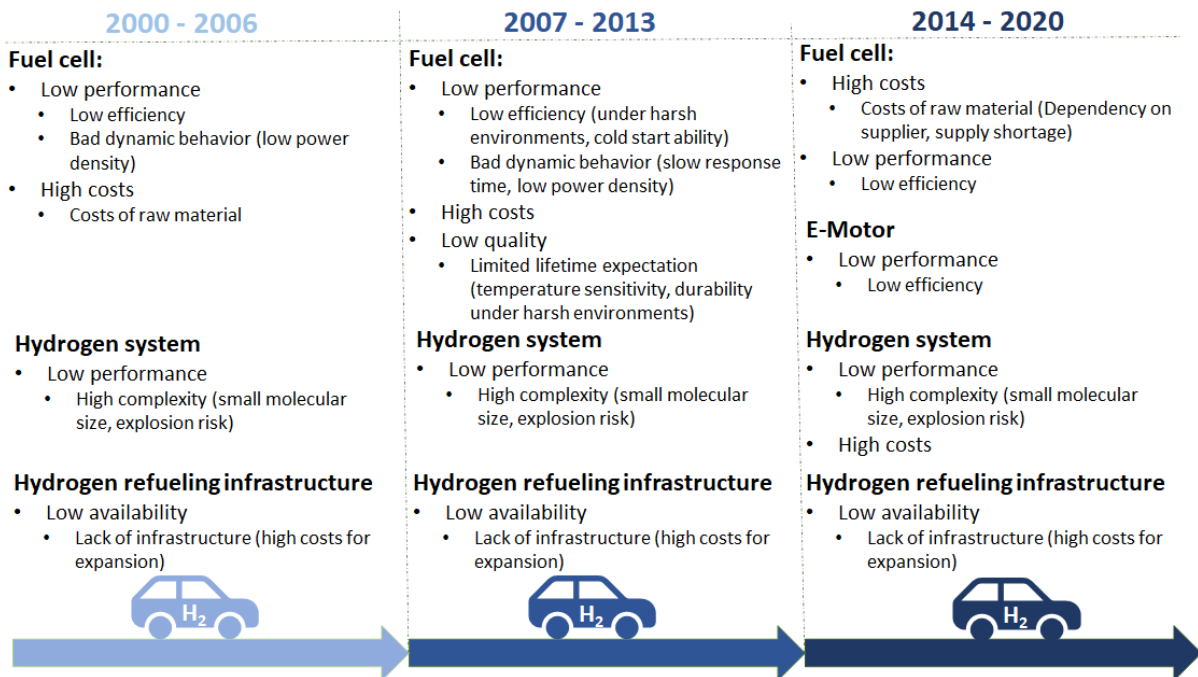 2000 - 2006
Fuel cell:
• Low performance
• Low efficiency
• Bad dynamic behavior (low power
density)
• High costs
• Costs of raw material
Hydrogen system
• Low performance
• High complexity (small molecular
size, explosion risk)
Hydrogen refueling infrastructure
• Low availability
• Lack of infrastructure (high costs for
expansion)
H2
2007 - 2013
Fuel cell:
• Low performance
• Low efficiency (under harsh
environments, cold start ability)
• Bad dynamic behavior (slow response
time, low power density)
• High costs
• Low quality
• Limited lifetime expectation
(temperature sensitivity, durability
under harsh environments)
Hydrogen system
• Low performance
• High complexity (small molecular
size, explosion risk)
Hydrogen refueling infrastructure
• Low availability
• Lack of infrastructure (high costs for
expansion)
H2
2014 - 2020
Fuel cell:
• High costs
• Costs of raw material (Dependency on
supplier, supply shortage)
• Low performance
• Low efficiency
E-Motor
• Low performance
• Low efficiency
Hydrogen system
• Low performance
• High complexity (small molecular
size, explosion risk)
• High costs
Hydrogen refueling infrastructure
• Low availability
• Lack of infrastructure (high costs for
expansion)
H2